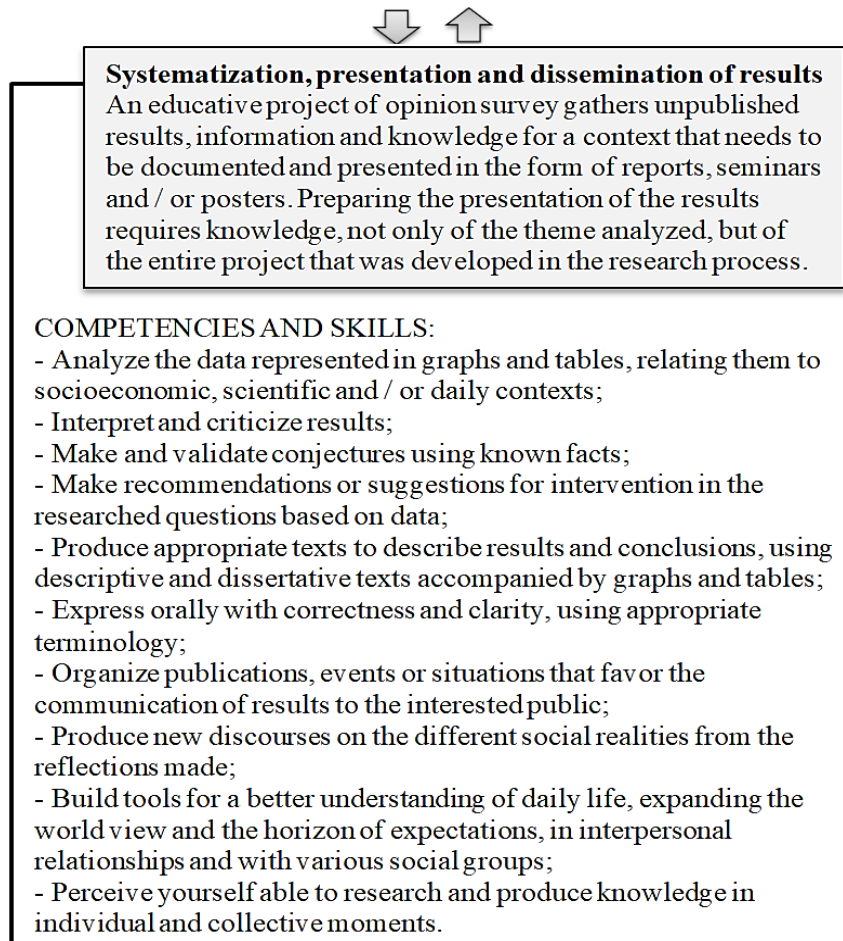 Systematization, presentation and dissemination of results
An educative project of opinion survey gathers unpublished
results, information and knowledge for a context that needs to
be documented and presented in the form of reports, seminars
and / or posters. Preparing the presentation of the results
requires knowledge, not only of the theme analyzed, but of
the entire project that was developed in the research process.
COMPETENCIES AND SKILLS:
- Analyze the data represented in graphs and tables, relating them to
socioeconomic, scientific and / or daily contexts;
- Interpret and criticize results;
- Make and validate conjectures using known facts;
- Make recommendations or suggestions for intervention in the
researched questions based on data;
- Produce appropriate texts to describe results and conclusions, using
descriptive and dissertative texts accompanied by graphs and tables;
- Express orally with correctness and clarity, using appropriate
terminology;
- Organize publications, events or situations that favor the
communication of results to the interested public;
- Produce new discourses on the different social realities from the
reflections made;
- Build tools for a better understanding of daily life, expanding the
world view and the horizon of expectations, in interpersonal
relationships and with various social groups;
- Perceive yourself able to research and produce knowledge in
individual and collective moments.